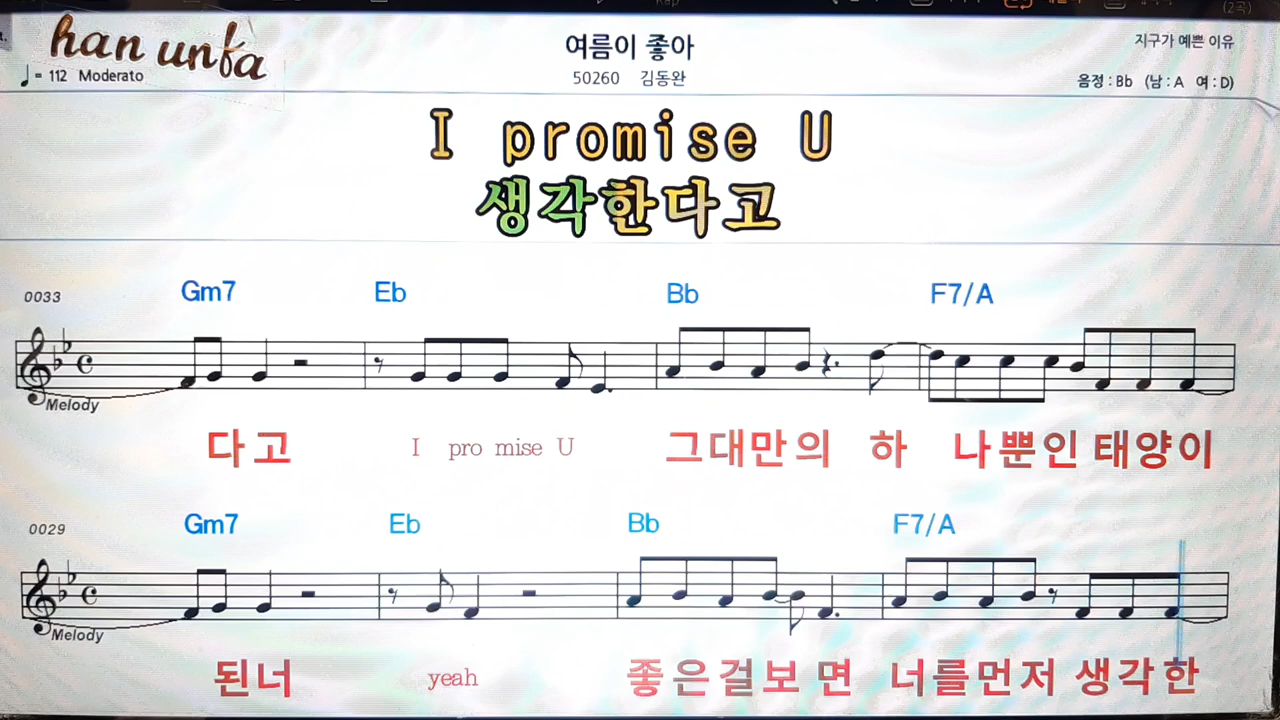 han unfa
♩= 112 Moderato
여름이 좋아
50260 김동완
지구가 예쁜 이유
음정 : Bb (남 : A 여 : D)
I promise U
생각한다고
0033 Gm7 Eb Bb F7/A
Melody
다고 I pro mise U 그대만의 하 나뿐인 태양이
0029 Gm7 Eb Bb F7/A
Melody
된너 yeah 좋은걸보 면 너를먼저 생각한